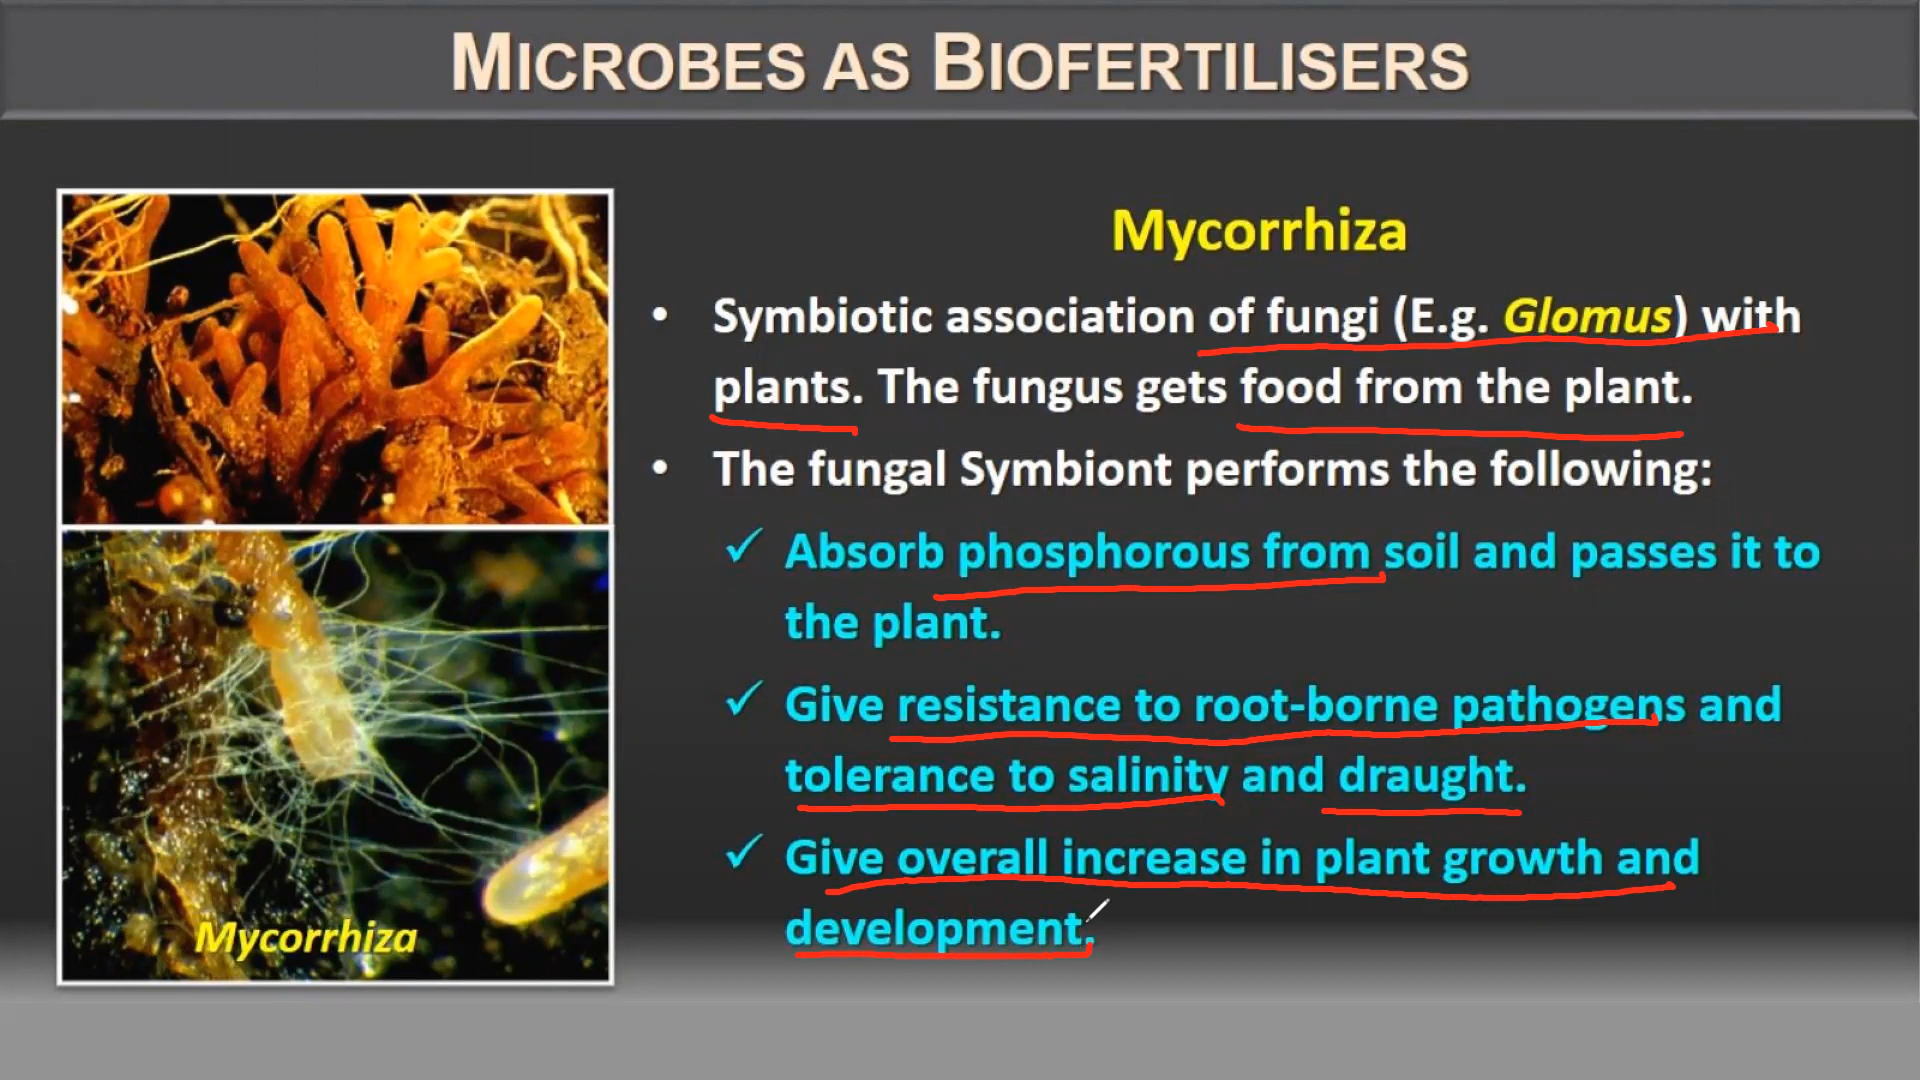 MICROBES AS BIOFERTILISERS
Mycorrhiza
• Symbiotic association of fungi (E.g. Glomus) with
plants. The fungus gets food from the plant.
• The fungal Symbiont performs the following:
✓ Absorb phosphorous from soil and passes it to
the plant.
✓ Give resistance to root-borne pathogens and
tolerance to salinity and draught.
✓ Give overall increase in plant growth and
development.
Mycorrhiza